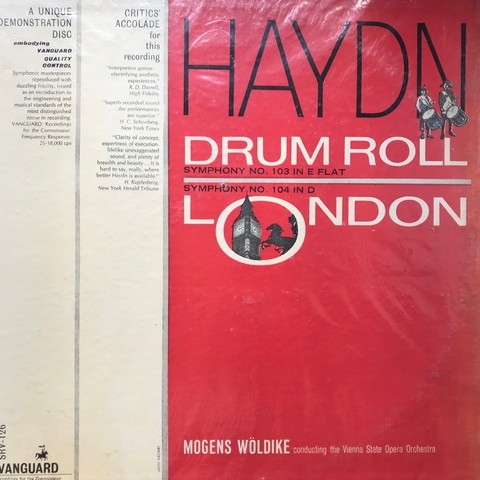 A UNIQUE
DEMONSTRATION
DISC
embodying
VANGUARD
QUALITY
CONTROL
Symphonic masterpieces
reproduced with
dazzling fidelity, issued
as an introduction to
the engineering and
musical standards of the
most distinguished
name in recording.
VANGUARD: Recordings
for the Connoisseur.
Frequency Response:
25-18,000 cps
CRITICS'
ACCOLADE
for
this
recording
"Interpretive genius ...
electrifying aesthetic
experiences."
R. D. Darrell,
High Fidelity
"Superb recorded sound
the performances
are superior."
H. C. Schonberg,
New York Times
"Clarity of concept,
expertness of execution,
lifelike unexaggerated
sound, and plenty of
breadth and beauty ... It is
hard to say, really, where
better Haydn is available."
H. Kupferberg,
New York Herald Tribune
HAYDN
DRUM ROLL
SYMPHONY NO. 103 IN E FLAT
SYMPHONY NO. 104 IN D
LONDON
MOGENS WÖLDIKE conducting the Vienna State Opera Orchestra
SRV-126
VANGUARD
Recordings for the Connoisseur